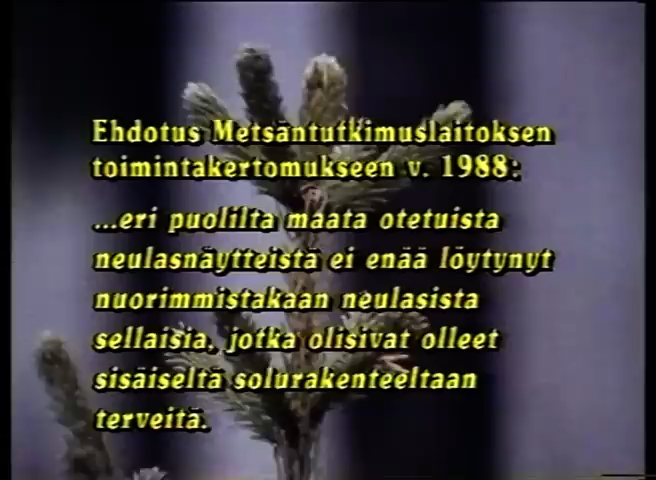 Ehdotus Metsäntutkimuslaitoksen
toimintakertomukseen v. 1988:
...eri puolilta maata otetuista
neulasnäytteistä ei enää löytynyt
nuorimmistakaan neulasista
sellaisia, jotka olisivat olleet
sisäiseltä solurakenteeltaan
terveitä.